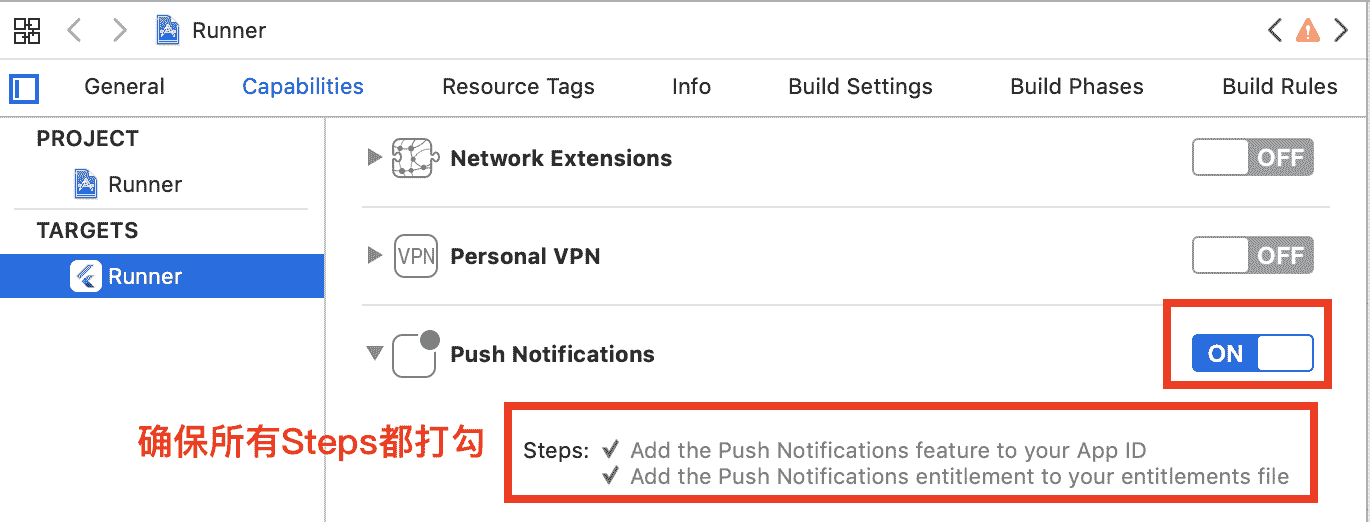 Runner
General Capabilities Resource Tags Info Build Settings Build Phases Build Rules
PROJECT
Runner
TARGETS
Runner
Network Extensions OFF
VPN Personal VPN OFF
Push Notifications ON
确保所有Steps都打勾
Steps: ✓ Add the Push Notifications feature to your App ID
✓ Add the Push Notifications entitlement to your entitlements file